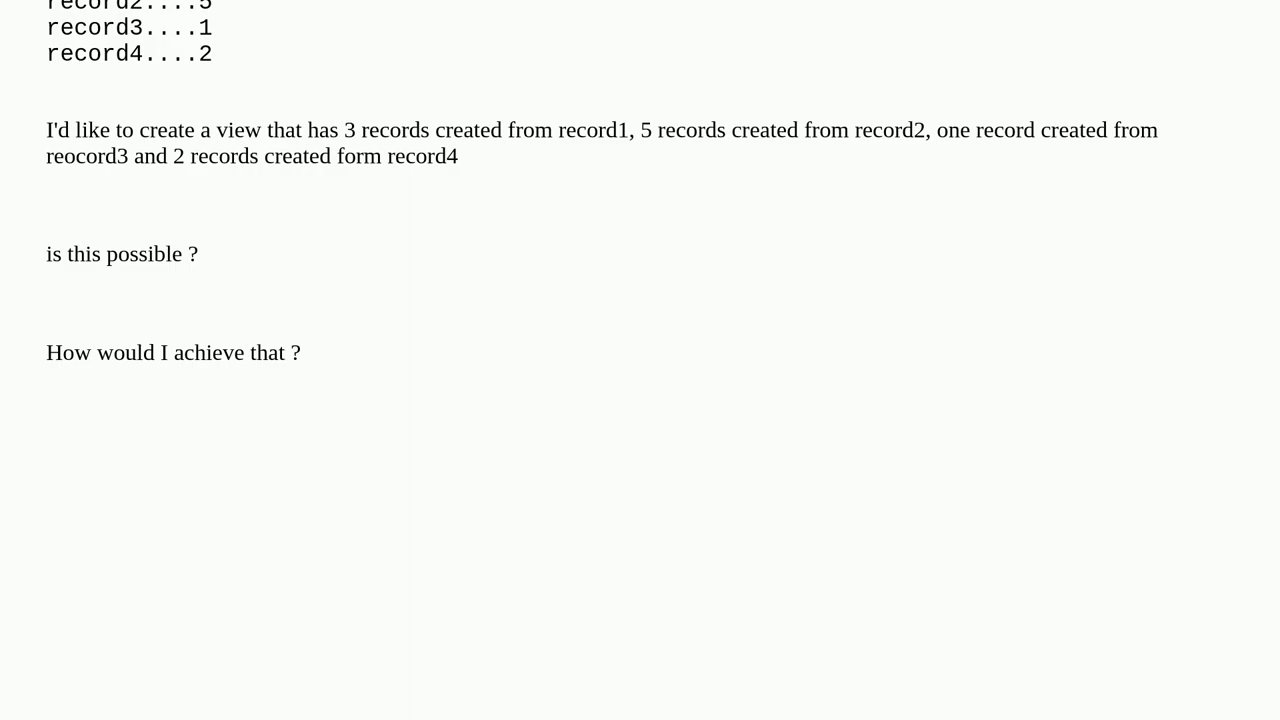 record2....5
record3....1
record4....2
I'd like to create a view that has 3 records created from record1, 5 records created from record2, one record created from
reocord3 and 2 records created form record4
is this possible ?
How would I achieve that ?